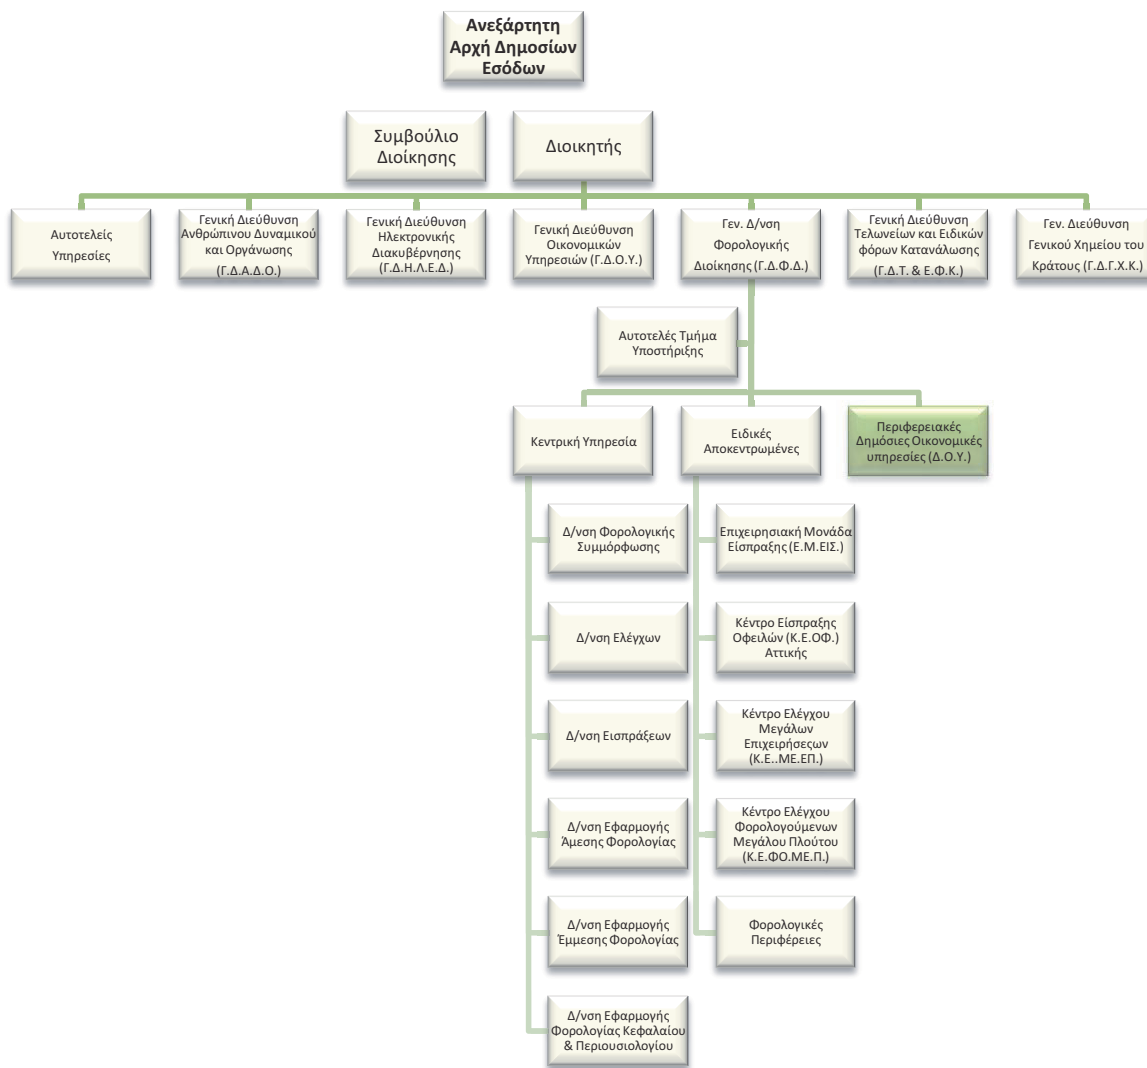 Ανεξάρτητη
Αρχή Δημοσίων
Εσόδων
Συμβούλιο
Διοίκησης
Διοικητής
Αυτοτελείς
Υπηρεσίες
Γενική Διεύθυνση
Ανθρώπινου Δυναμικού
και Οργάνωσης
(Γ.Δ.Α.Δ.Ο.)
Γενική Διεύθυνση
Ηλεκτρονικής
Διακυβέρνησης
(Γ.Δ.Η.Λ.Ε.Δ.)
Γενική Διεύθυνση
Οικονομικών
Υπηρεσιών (Γ.Δ.Ο.Υ.)
Γεν. Δ/νση
Φορολογικής
Διοίκησης (Γ.Δ.Φ.Δ.)
Γενική Διεύθυνση
Τελωνείων και Ειδικών
φόρων Κατανάλωσης
(Γ.Δ.Τ. & Ε.Φ.Κ.)
Γεν. Διεύθυνση
Γενικού Χημείου του
Κράτους (Γ.Δ.Γ.Χ.Κ.)
Αυτοτελές Τμήμα
Υποστήριξης
Κεντρική Υπηρεσία
Ειδικές
Αποκεντρωμένες
Περιφερειακές
Δημόσιες Οικονομικές
υπηρεσίες (Δ.Ο.Υ.)
Δ/νση Φορολογικής
Συμμόρφωσης
Δ/νση Ελέγχων
Δ/νση Εισπράξεων
Δ/νση Εφαρμογής
Άμεσης Φορολογίας
Δ/νση Εφαρμογής
Έμμεσης Φορολογίας
Δ/νση Εφαρμογής
Φορολογίας Κεφαλαίου
& Περιουσιολογίου
Επιχειρησιακή Μονάδα
Είσπραξης (Ε.Μ.ΕΙΣ.)
Κέντρο Είσπραξης
Οφειλών (Κ.Ε.ΟΦ.)
Αττικής
Κέντρο Ελέγχου
Μεγάλων
Επιχειρήσεςων
(Κ.Ε..ΜΕ.ΕΠ.)
Κέντρο Ελέγχου
Φορολογούμενων
Μεγάλου Πλούτου
(Κ.Ε.ΦΟ.ΜΕ.Π.)
Φορολογικές
Περιφέρειες